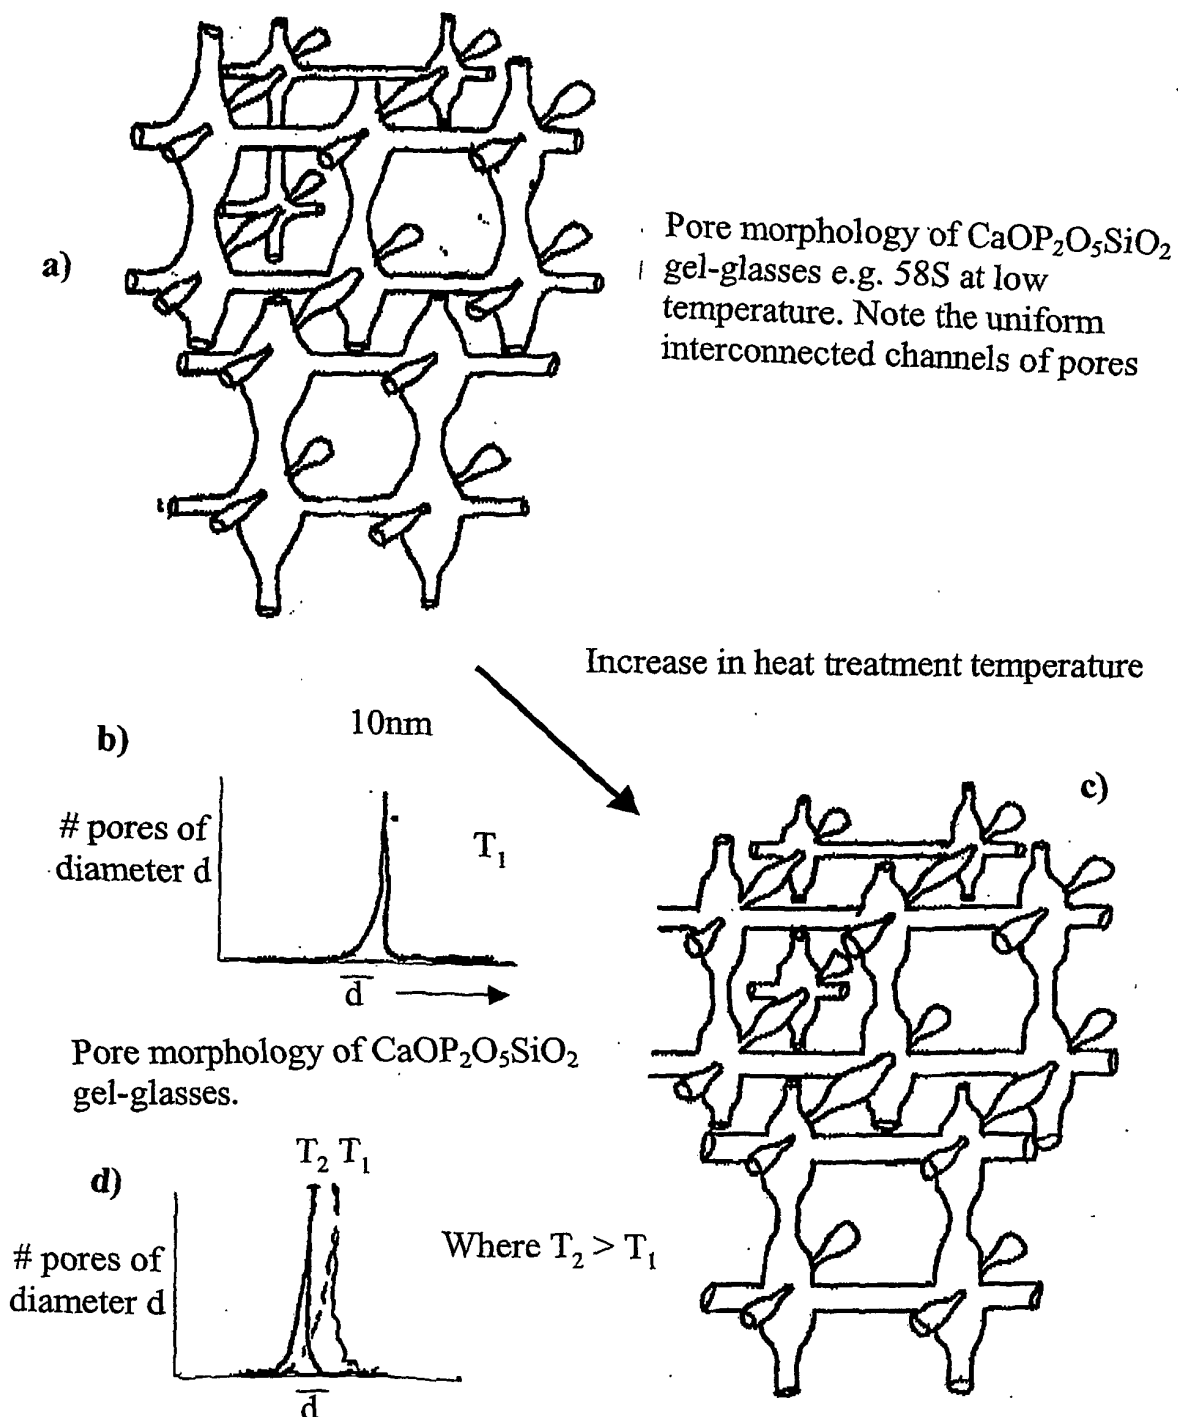 a)
Pore morphology of CaOP₂O₅SiO₂
gel-glasses e.g. 58S at low
temperature. Note the uniform
interconnected channels of pores
Increase in heat treatment temperature
b)
10nm
# pores of
diameter d
T₁
d̅
c)
Pore morphology of CaOP₂O₅SiO₂
gel-glasses.
d)
T₂ T₁
# pores of
diameter d
Where T₂ > T₁
d̅